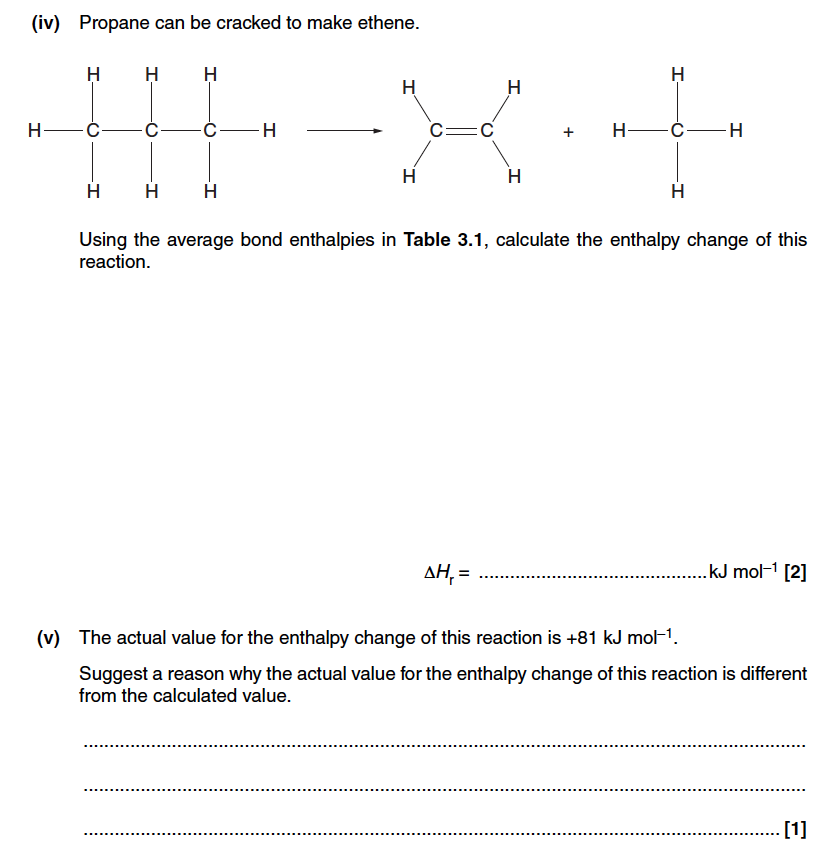 (iv) Propane can be cracked to make ethene.
H H H H H H
H C C C H C C + H C H
H H H H H H
Using the average bond enthalpies in Table 3.1, calculate the enthalpy change of this
reaction.
ΔHr = ............................................kJ mol–1 [2]
(v) The actual value for the enthalpy change of this reaction is +81 kJ mol–1.
Suggest a reason why the actual value for the enthalpy change of this reaction is different
from the calculated value.
..........................................................................................................................................
..........................................................................................................................................
..................................................................................................................................... [1]